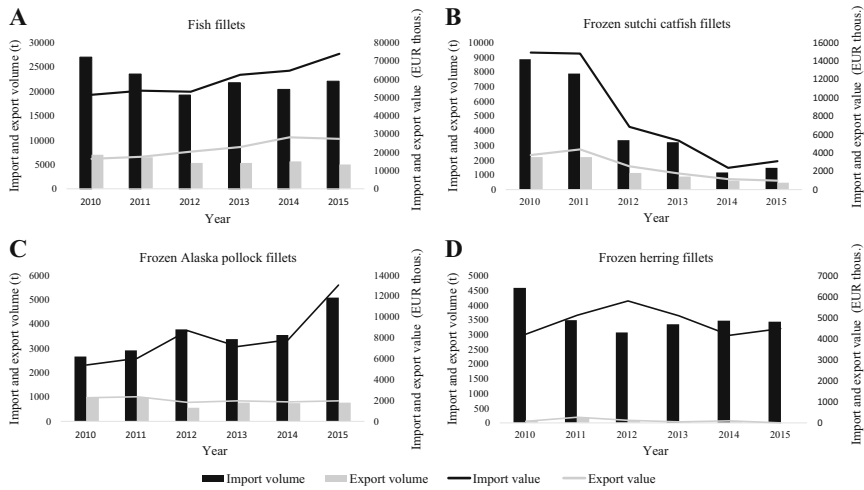 A
Fish fillets
Import and export volume (t)
30000
25000
20000
15000
10000
5000
0
80000
70000
60000
50000
40000
30000
20000
10000
0
Import and export value (EUR thous.)
2010 2011 2012 2013 2014 2015
Year
B
Frozen sutchi catfish fillets
Import and export volume (t)
10000
9000
8000
7000
6000
5000
4000
3000
2000
1000
0
16000
14000
12000
10000
8000
6000
4000
2000
0
Import and export value (EUR thous.)
2010 2011 2012 2013 2014 2015
Year
C
Frozen Alaska pollock fillets
Import and export volume (t)
6000
5000
4000
3000
2000
1000
0
14000
12000
10000
8000
6000
4000
2000
0
Import and export value (EUR thous.)
2010 2011 2012 2013 2014 2015
Year
D
Frozen herring fillets
Import and export volume (t)
5000
4500
4000
3500
3000
2500
2000
1500
1000
500
0
7000
6000
5000
4000
3000
2000
1000
0
Import and export value (EUR thous.)
2010 2011 2012 2013 2014 2015
Year
Import volume Export volume Import value Export value